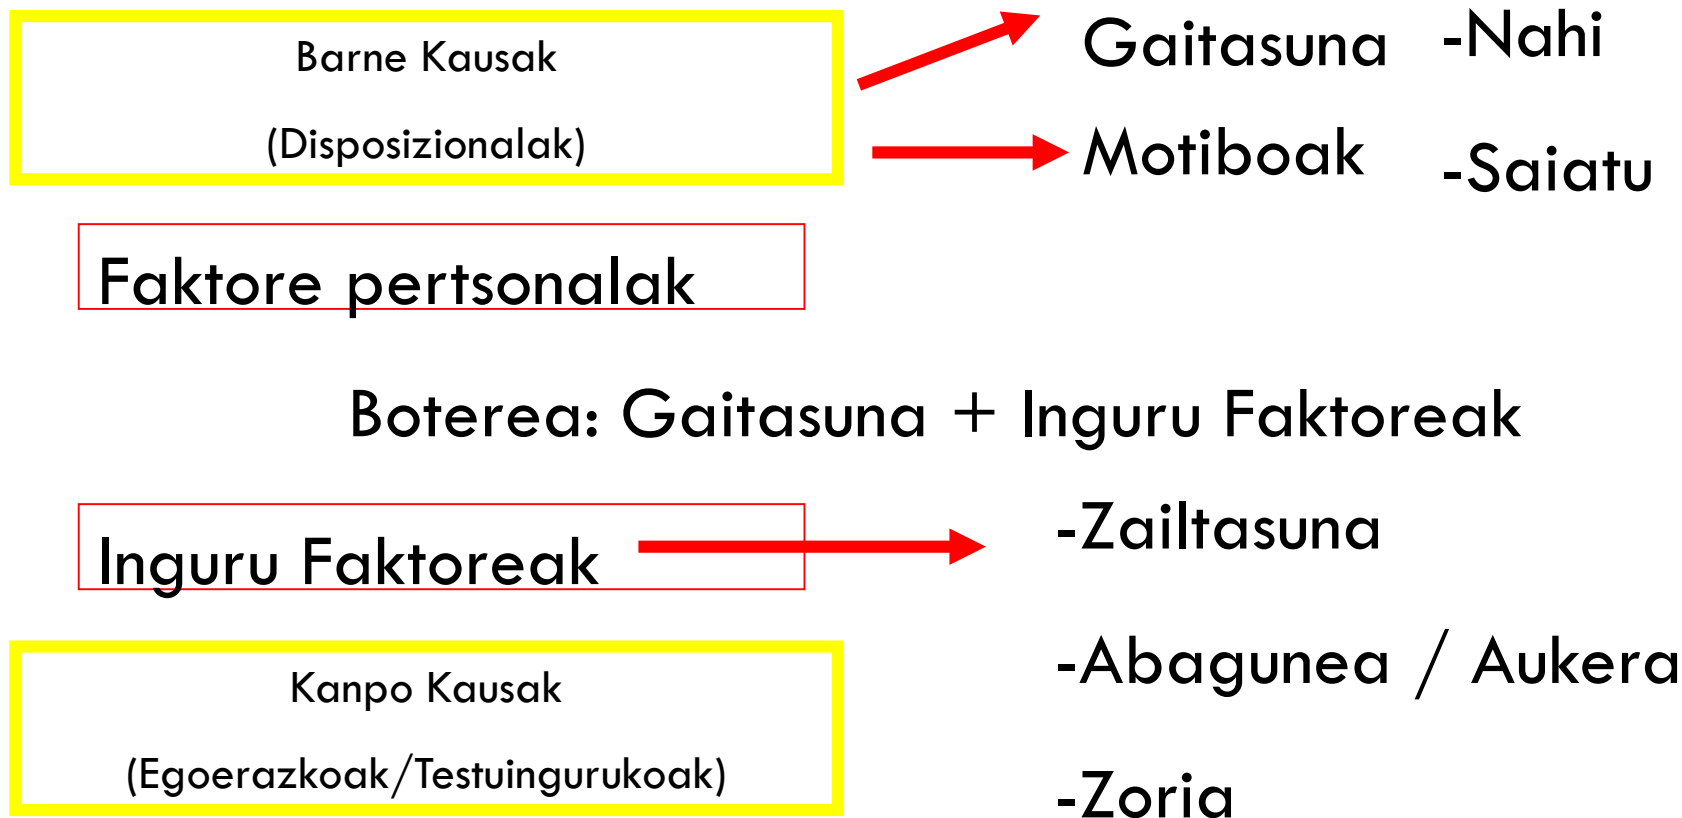 Barne Kausak
(Disposizionalak)
Gaitasuna
Motiboak
-Nahi
-Saiatu
Faktore pertsonalak
Boterea: Gaitasuna + Inguru Faktoreak
Inguru Faktoreak
-Zailtasuna
-Abagunea / Aukera
-Zoria
Kanpo Kausak
(Egoerazkoak/Testuingurukoak)